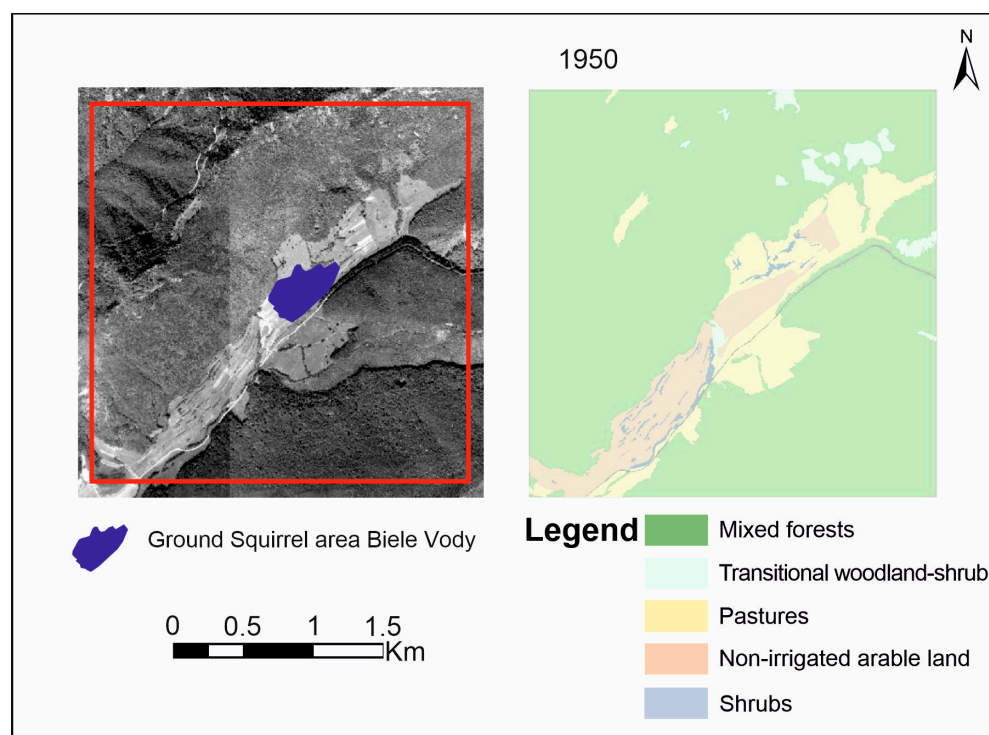 N
1950
Ground Squirrel area Biele Vody
0 0.5 1 1.5
Km
Legend
Mixed forests
Transitional woodland-shrub
Pastures
Non-irrigated arable land
Shrubs